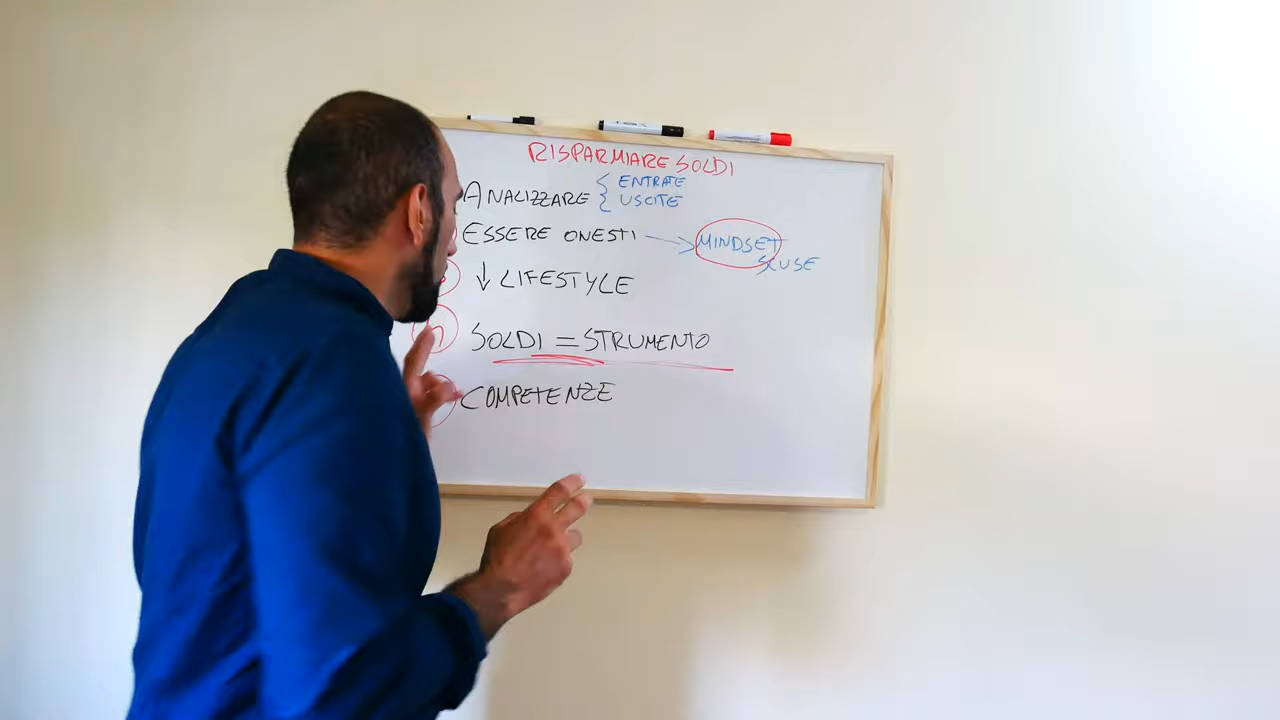 RISPARMIARE SOLDI
ANALIZZARE { ENTRATE
USCITE
ESSERE ONESTI → MINDSET
SCUSE
↓ LIFESTYLE
SOLDI = STRUMENTO
COMPETENZE